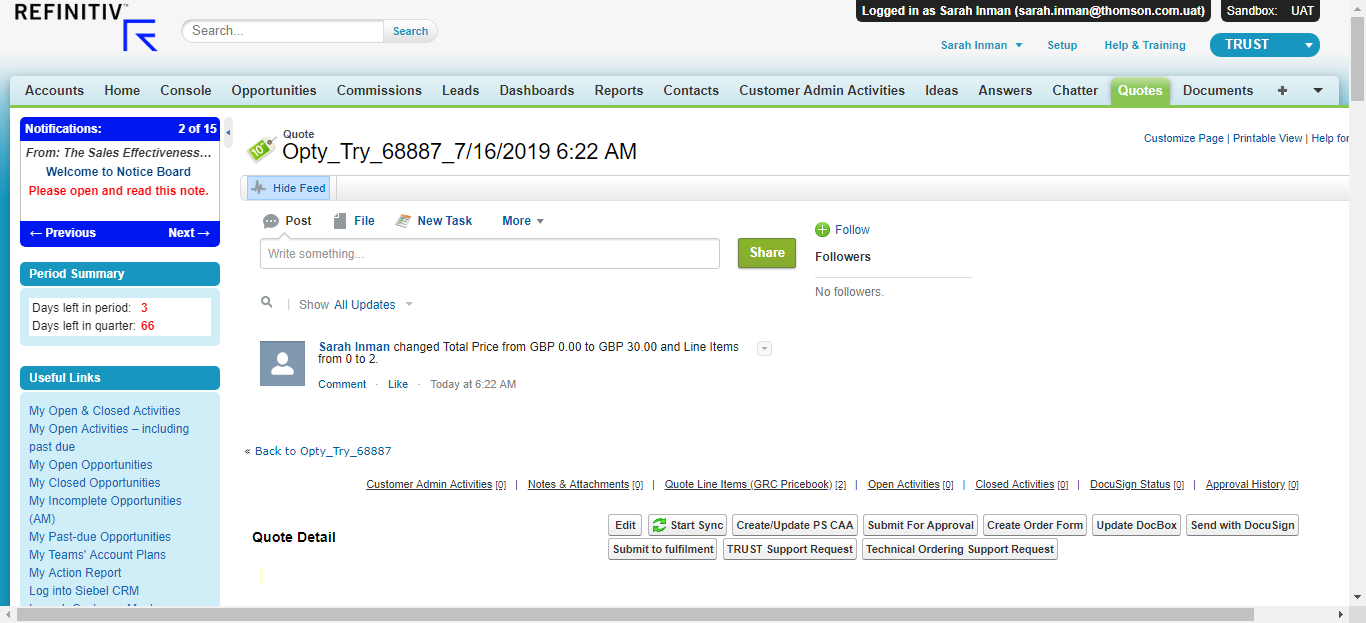 REFINITIV
Search... Search
Logged in as Sarah Inman (sarah.inman@thomson.com.uat) Sandbox: UAT
Sarah Inman Setup Help & Training TRUST
Accounts Home Console Opportunities Commissions Leads Dashboards Reports Contacts Customer Admin Activities Ideas Answers Chatter Quotes Documents +
Notifications: 2 of 15
From: The Sales Effectiveness...
Welcome to Notice Board
Please open and read this note.
← Previous Next →
Period Summary
Days left in period: 3
Days left in quarter: 66
Useful Links
My Open & Closed Activities
My Open Activities – including
past due
My Open Opportunities
My Closed Opportunities
My Incomplete Opportunities
(AM)
My Past-due Opportunities
My Teams' Account Plans
My Action Report
Log into Siebel CRM
10%
Quote
Opty_Try_68887_7/16/2019 6:22 AM
Customize Page | Printable View | Help for
Hide Feed
Post File New Task More
Write something...
Share
Follow
Followers
No followers.
Show All Updates
Sarah Inman changed Total Price from GBP 0.00 to GBP 30.00 and Line Items
from 0 to 2.
Comment · Like · Today at 6:22 AM
« Back to Opty_Try_68887
Customer Admin Activities [0] | Notes & Attachments [0] | Quote Line Items (GRC Pricebook) [2] | Open Activities [0] | Closed Activities [0] | DocuSign Status [0] | Approval History [0]
Quote Detail
Edit Start Sync Create/Update PS CAA Submit For Approval Create Order Form Update DocBox Send with DocuSign
Submit to fulfilment TRUST Support Request Technical Ordering Support Request